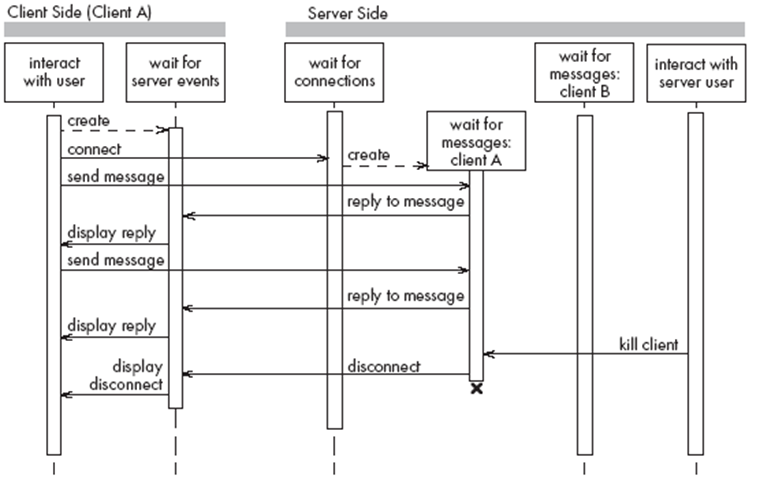 Client Side (Client A)
Server Side
interact
with user
wait for
server events
wait for
connections
wait for
messages:
client B
interact with
server user
create
connect
create
wait for
messages:
client A
send message
reply to message
display reply
send message
reply to message
display reply
kill client
display
disconnect
disconnect